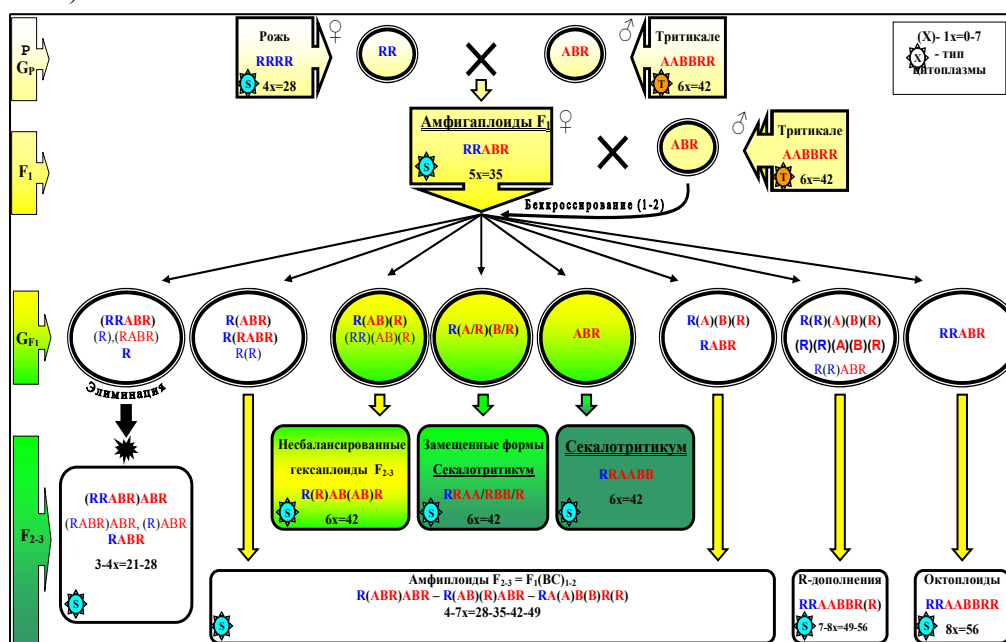 P
G_P
Рожь
RRRR
S
4x=28
♀
RR
ABR
♂
Тритикале
AABBRR
T
6x=42
(X)- 1x=0-7
X - тип
цитоплазмы
F₁
Амфигаплоиды F₁
♀
RRABR
S
5x=35
ABR
♂
Тритикале
AABBRR
T
6x=42
Беккроссирование (1-2)
G_F1
(RRABR)
(R),(RABR)
R
R(ABR)
R(RABR)
R(R)
R(AB)(R)
(RR)(AB)(R)
R(A/R)(B/R)
ABR
R(A)(B)(R)
RABR
R(R)(A)(B)(R)
(R)(R)(A)(B)(R)
R(R)ABR
RRABR
Элиминация
F₂₋₃
(RRABR)ABR
(RABR)ABR, (R)ABR
RABR
3-4x=21-28
S
Несбалансированные
гексаплоиды F₂₋₃
R(R)AB(AB)R
6x=42
S
Замещенные формы
Секалотритикум
RRAA/RBB/R
6x=42
S
Секалотритикум
RRAABB
6x=42
S
Амфиплоиды F₂₋₃ = F₁(BC)₁₋₂
R(ABR)ABR – R(AB)(R)ABR – RA(A)B(B)R(R)
4-7x=28-35-42-49
S
R-дополнения
RRAABBR(R)
S
7-8x=49-56
Октоплоиды
RRAABBRR
S
8x=56